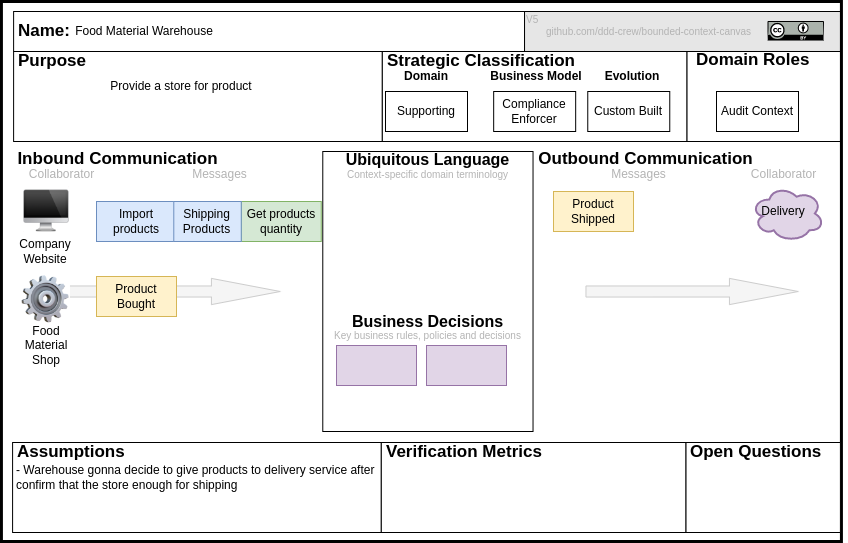 Name: Food Material Warehouse
V5
github.com/ddd-crew/bounded-context-canvas
cc
BY
Purpose
Provide a store for product
Strategic Classification
Domain
Business Model
Evolution
Supporting
Compliance
Enforcer
Custom Built
Domain Roles
Audit Context
Inbound Communication
Collaborator
Messages
Company
Website
Import
products
Shipping
Products
Get products
quantity
Food
Material
Shop
Product
Bought
Ubiquitous Language
Context-specific domain terminology
Business Decisions
Key business rules, policies and decisions
Outbound Communication
Messages
Collaborator
Product
Shipped
Delivery
Assumptions
- Warehouse gonna decide to give products to delivery service after
confirm that the store enough for shipping
Verification Metrics
Open Questions